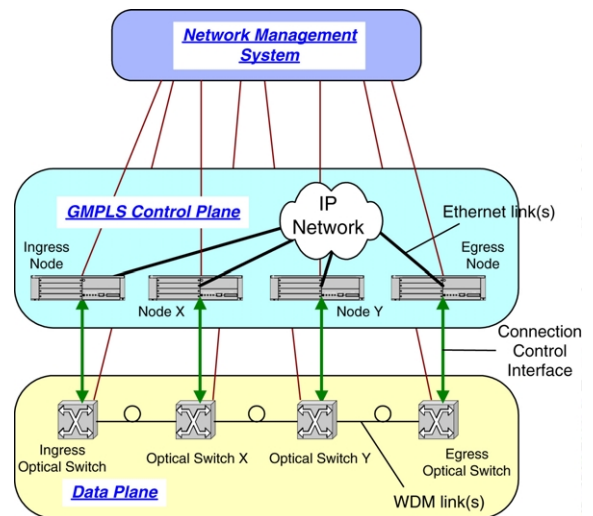 Network Management
System
GMPLS Control Plane
IP
Network
Ethernet link(s)
Ingress
Node
Egress
Node
Node X
Node Y
Connection
Control
Interface
Ingress
Optical Switch
Optical Switch X
Optical Switch Y
Egress
Optical Switch
Data Plane
WDM link(s)